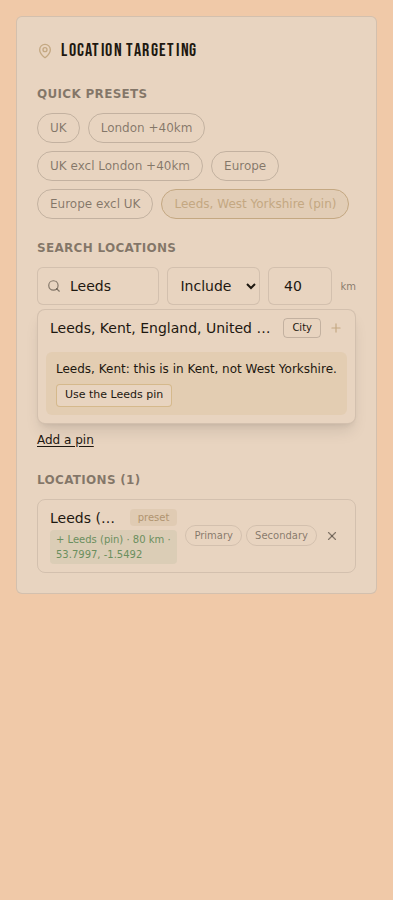 LOCATION TARGETING
QUICK PRESETS
UK
London +40km
UK excl London +40km
Europe
Europe excl UK
Leeds, West Yorkshire (pin)
SEARCH LOCATIONS
Leeds
Include
40
km
Leeds, Kent, England, United ...
City
Leeds, Kent: this is in Kent, not West Yorkshire.
Use the Leeds pin
Add a pin
LOCATIONS (1)
Leeds (...
preset
+ Leeds (pin) · 80 km ·
53.7997, -1.5492
Primary
Secondary